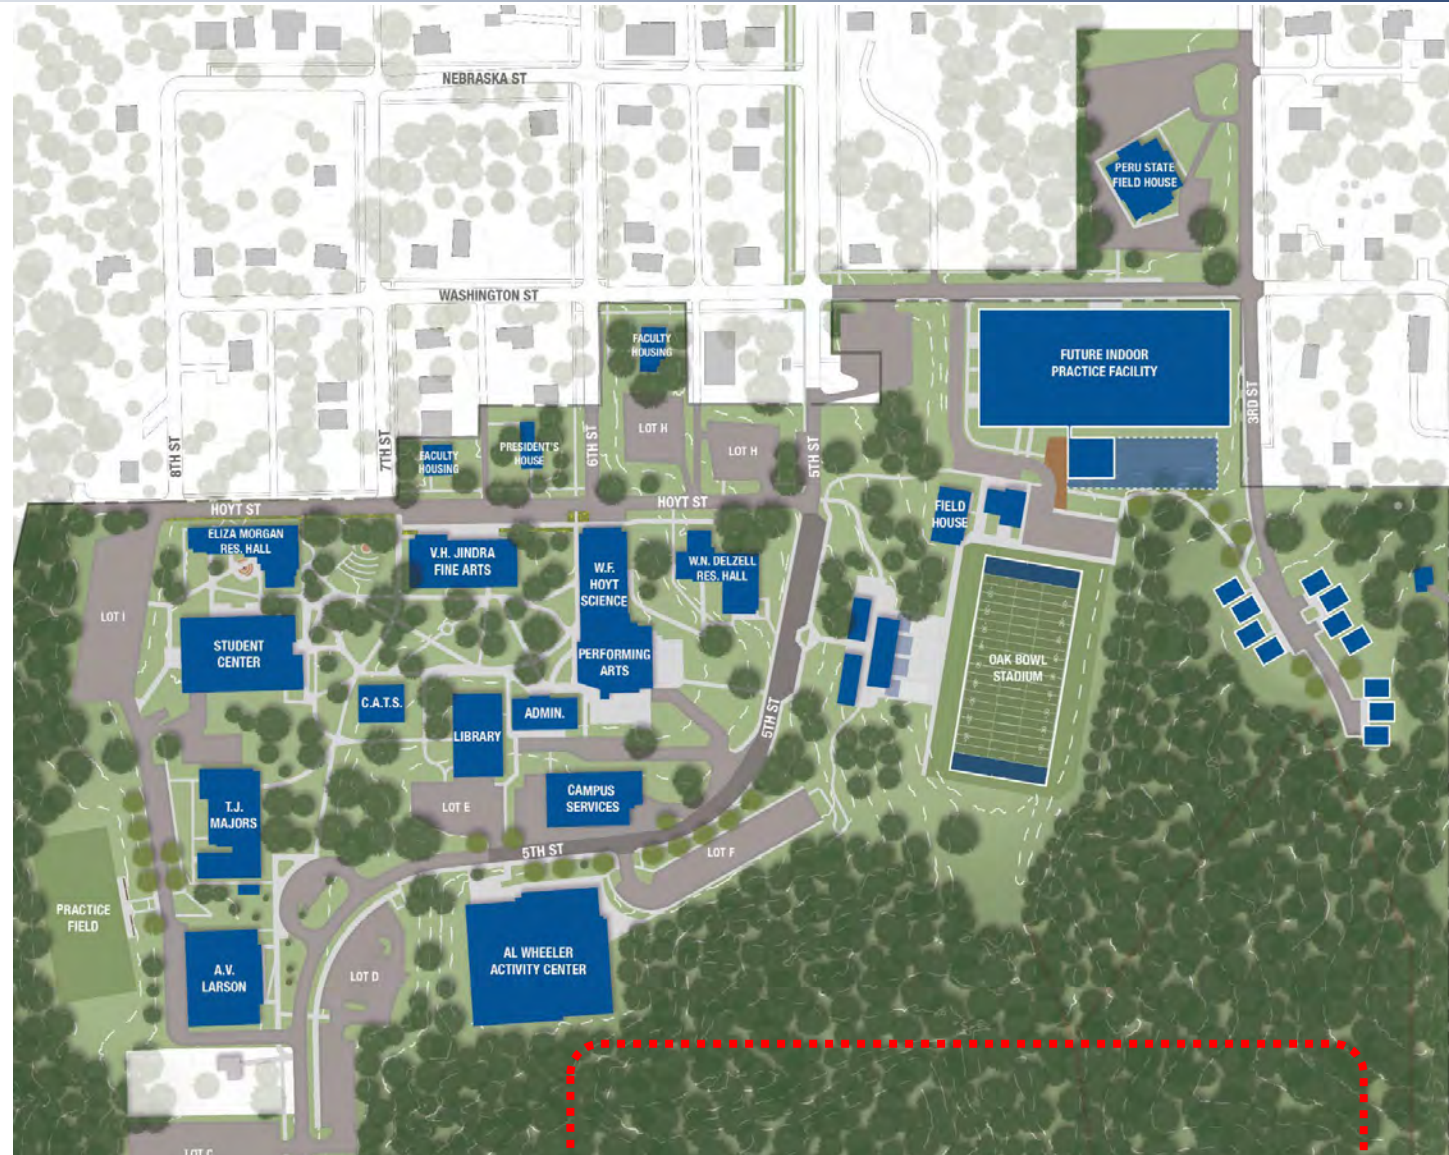 NEBRASKA ST
PERU STATE
FIELD HOUSE
WASHINGTON ST
FACULTY
HOUSING
FUTURE INDOOR
PRACTICE FACILITY
3RD ST
8TH ST
7TH ST
FACULTY
HOUSING
PRESIDENT'S
HOUSE
6TH ST
LOT H
LOT H
5TH ST
HOYT ST
HOYT ST
FIELD
HOUSE
ELIZA MORGAN
RES. HALL
V.H. JINDRA
FINE ARTS
W.F.
HOYT
SCIENCE
W.N. DELZELL
RES. HALL
LOT I
STUDENT
CENTER
PERFORMING
ARTS
OAK BOWL
STADIUM
C.A.T.S.
ADMIN.
LIBRARY
5TH ST
T.J.
MAJORS
LOT E
CAMPUS
SERVICES
5TH ST
LOT F
PRACTICE
FIELD
A.V.
LARSON
LOT D
AL WHEELER
ACTIVITY CENTER